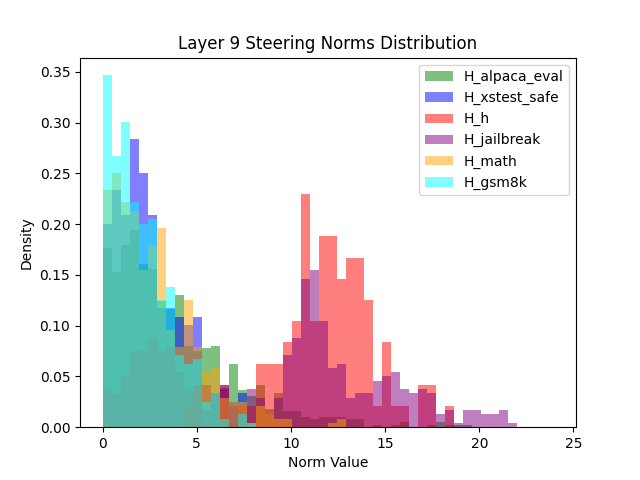 Layer 9 Steering Norms Distribution
H_alpaca_eval
H_xstest_safe
H_h
H_jailbreak
H_math
H_gsm8k
Density
0.35
0.30
0.25
0.20
0.15
0.10
0.05
0.00
0 5 10 15 20 25
Norm Value